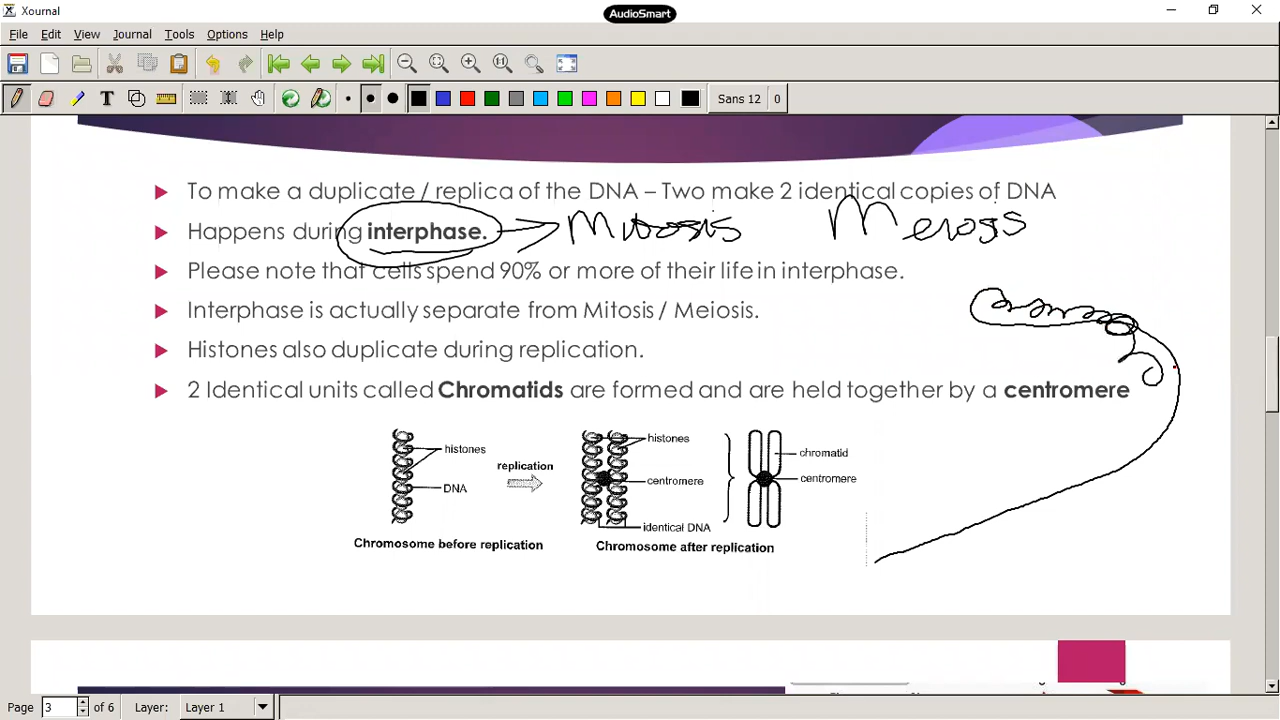 Xournal
AudioSmart
File Edit View Journal Tools Options Help
Sans 12 0
To make a duplicate / replica of the DNA – Two make 2 identical copies of DNA
Happens during interphase. Mitosis Meiosis
Please note that cells spend 90% or more of their life in interphase.
Interphase is actually separate from Mitosis / Meiosis.
Histones also duplicate during replication.
2 Identical units called Chromatids are formed and are held together by a centromere
histones
DNA
replication
histones
centromere
identical DNA
chromatid
centromere
Chromosome before replication
Chromosome after replication
Page 3 of 6 Layer: Layer 1